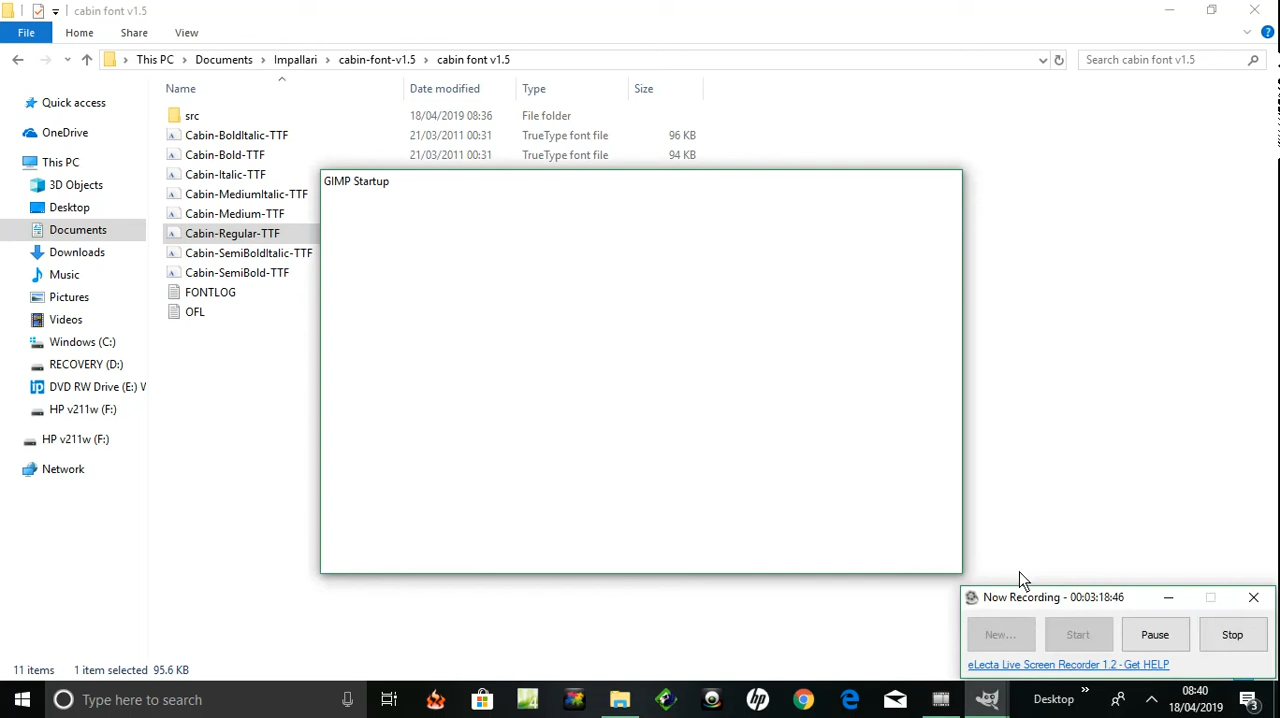 cabin font v1.5
File Home Share View
This PC Documents Impallari cabin-font-v1.5 cabin font v1.5
Search cabin font v1.5
Name Date modified Type Size
Quick access
OneDrive
This PC
3D Objects
Desktop
Documents
Downloads
Music
Pictures
Videos
Windows (C:)
RECOVERY (D:)
DVD RW Drive (E:) W
HP v211w (F:)
HP v211w (F:)
Network
src 18/04/2019 08:36 File folder
Cabin-BoldItalic-TTF 21/03/2011 00:31 TrueType font file 96 KB
Cabin-Bold-TTF 21/03/2011 00:31 TrueType font file 94 KB
Cabin-Italic-TTF
Cabin-MediumItalic-TTF
Cabin-Medium-TTF
Cabin-Regular-TTF
Cabin-SemiBoldItalic-TTF
Cabin-SemiBold-TTF
FONTLOG
OFL
GIMP Startup
Now Recording - 00:03:18:46
New... Start Pause Stop
eLecta Live Screen Recorder 1.2 - Get HELP
11 items 1 item selected 95.6 KB
Type here to search
Desktop
08:40
18/04/2019
3